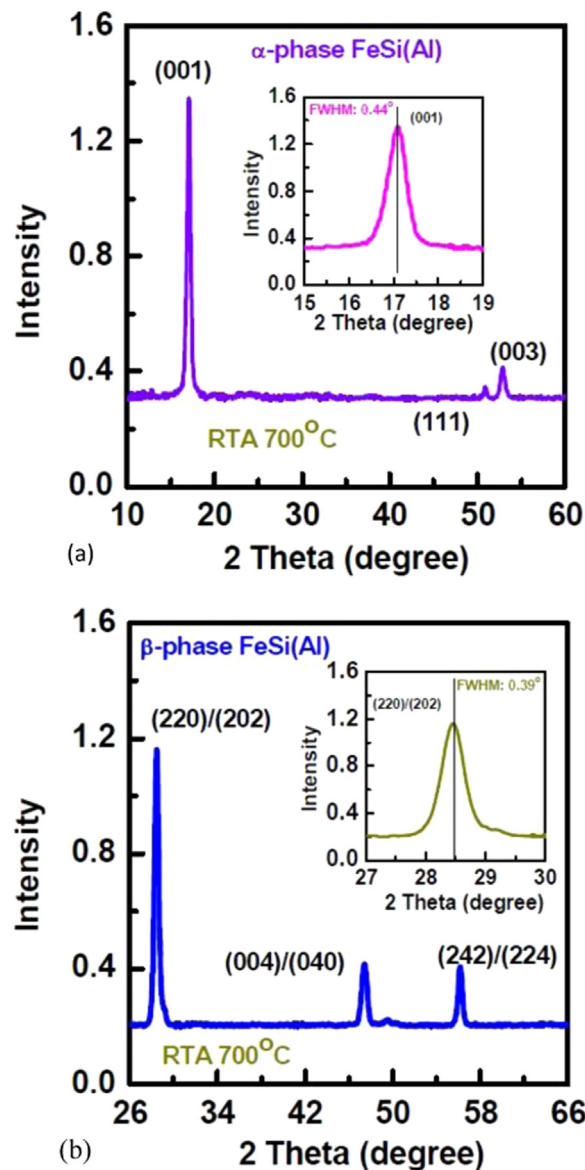 1.6
α-phase FeSi(Al)
(001)
1.2
Intensity
0.8
0.4
0.0
FWHM: 0.44°
(001)
1.6
1.2
Intensity
0.8
0.4
0.0
15 16 17 18 19
2 Theta (degree)
(003)
(111)
RTA 700°C
10 20 30 40 50 60
2 Theta (degree)
(a)
1.6
β-phase FeSi(Al)
(220)/(202)
1.2
Intensity
0.8
0.4
0.0
FWHM: 0.39°
(220)/(202)
1.6
1.2
Intensity
0.8
0.4
0.0
27 28 29 30
2 Theta (degree)
(004)/(040)
(242)/(224)
RTA 700°C
26 34 42 50 58 66
2 Theta (degree)
(b)